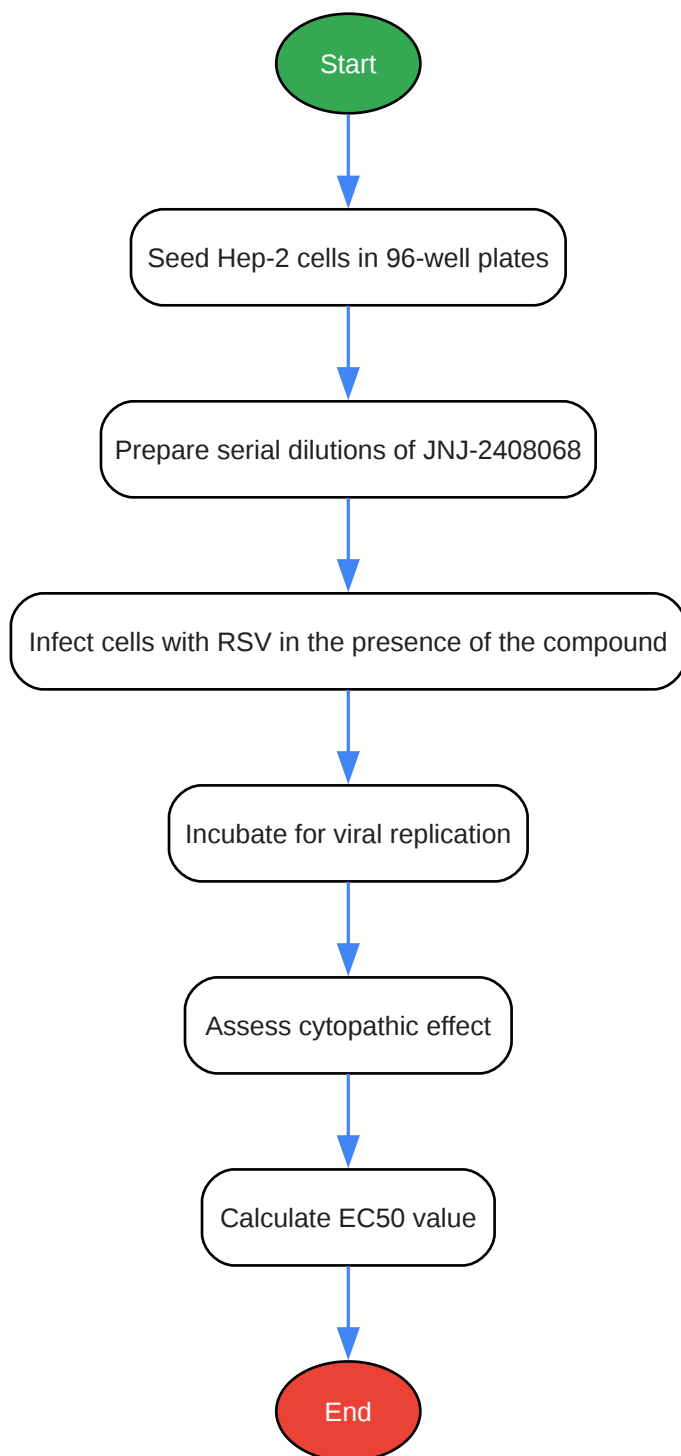 Start
Seed Hep-2 cells in 96-well plates
Prepare serial dilutions of JNJ-2408068
Infect cells with RSV in the presence of the compound
Incubate for viral replication
Assess cytopathic effect
Calculate EC50 value
End